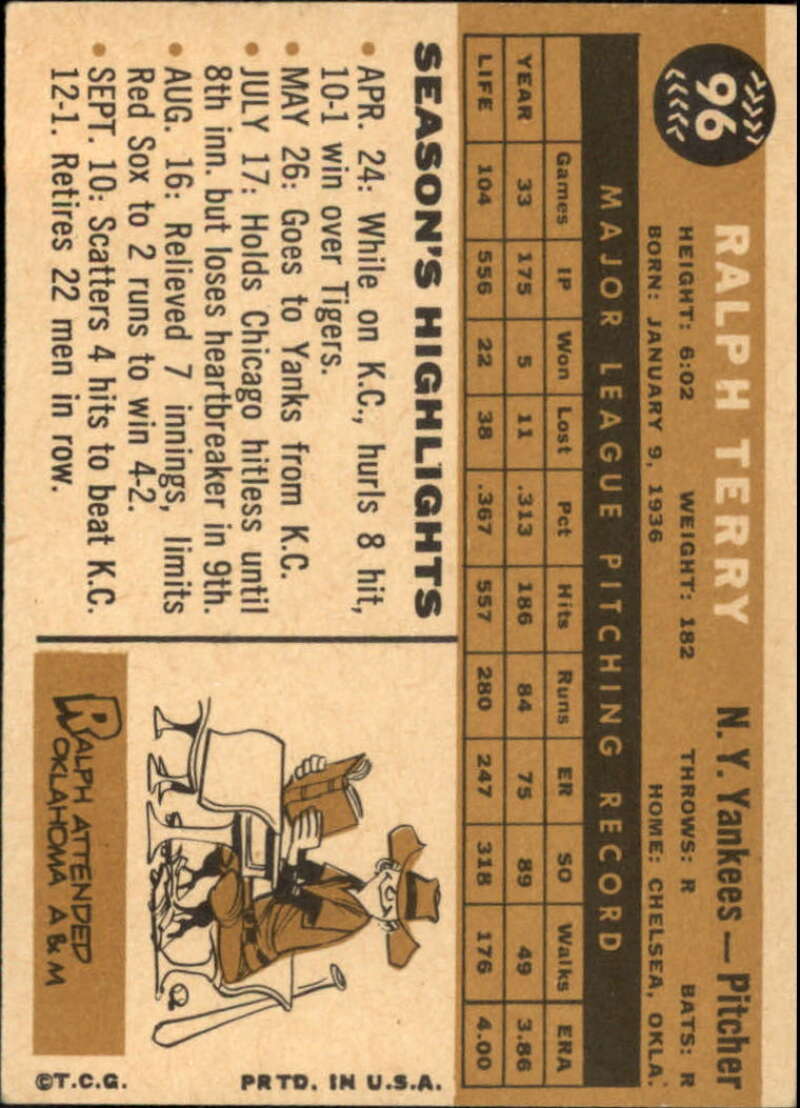 96
RALPH TERRY N. Y. Yankees — Pitcher
HEIGHT: 6:02 WEIGHT: 182 THROWS: R BATS: R
BORN: JANUARY 9, 1936 HOME: CHELSEA, OKLA.
MAJOR LEAGUE PITCHING RECORD
Games IP Won Lost Pct Hits Runs ER SO Walks ERA
YEAR 33 175 5 11 .313 186 84 75 89 49 3.86
LIFE 104 556 22 38 .367 557 280 247 318 176 4.00
SEASON'S HIGHLIGHTS
• APR. 24: While on K.C., hurls 8 hit,
10-1 win over Tigers.
• MAY 26: Goes to Yanks from K.C.
• JULY 17: Holds Chicago hitless until
8th inn. but loses heartbreaker in 9th.
• AUG. 16: Relieved 7 innings, limits
Red Sox to 2 runs to win 4-2.
• SEPT. 10: Scatters 4 hits to beat K.C.
12-1. Retires 22 men in row.
RALPH ATTENDED
OKLAHOMA A & M
©T.C.G. PRTD. IN U.S.A.